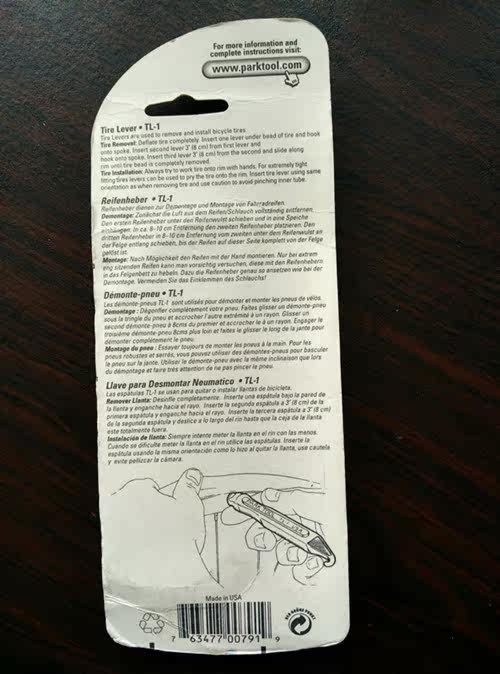 For more information and
complete instructions visit:
www.parktool.com
Tire Lever • TL-1
Tire Levers are used to remove and install bicycle tires.
Tire Removal: Deflate tire completely. Insert one lever under bead of tire and hook
onto spoke. Insert second lever 3" (8 cm) from first lever and
hook onto spoke. Insert third lever 3" (8 cm) from the second and slide along
rim until tire bead is completely removed.
Tire Installation: Always try to work tire onto rim with hands. For extremely tight
fitting tires levers can be used to pry the tire onto the rim. Insert tire lever using same
orientation as when removing tire and use caution to avoid pinching inner tube.
Reifenheber • TL-1
Reifenheber dienen zur Demontage und Montage von Fahrradreifen.
Demontage: Zunächst die Luft aus dem Reifen/Schlauch vollständig entfernen.
Den ersten Reifenheber unter den Reifenwulst schieben und in eine Speiche
einhängen. In ca. 8-10 cm Entfernung den zweiten Reifenheber platzieren. Den
dritten Reifenheber in 8-10 cm Entfernung vom zweiten unter dem Reifenwulst an
der Felge entlang schieben, bis der Reifen auf dieser Seite komplett von der Felge
gelöst ist.
Montage: Nach Möglichkeit den Reifen mit der Hand montieren. Nur bei extrem
eng sitzenden Reifen kann man vorsichtig versuchen, diese mit den Reifenhebern
in das Felgenbett zu hebeln. Dazu die Reifenheber genau so ansetzen wie bei der
Demontage. Vermeiden Sie das Einklemmen des Schlauchs!
Démonte-pneu • TL-1
Les démonte-pneus TL-1 sont utilisés pour démonter et monter les pneus de vélos.
Démontage : Dégonfler complètement votre pneu. Faites glisser un démonte-pneu
sous la tringle du pneu et accrocher l'autre extrémée à un rayon. Glisser un
second démonte-pneu à 8cms du premier et accrocher le à un rayon. Engager le
troisième démonte-pneu 8cms plus loin et faites le glisser le long de la jante pour
démonter complètement le pneu.
Montage du pneu : Essayer toujours de monter les pneus à la main. Pour les
pneus robustes et serrés, vous pouvez utiliser des démontes-pneus pour basculer
le pneu sur la jante. Utiliser le démonte-pneu avec la même inclinaison que lors
du démontage et faire très attention de ne pas pincer le pneu.
Llave para Desmontar Neumatico • TL-1
Las espátulas TL-1 se usan para quitar o instalar llantas de bicicleta.
Remover Llanta: Desinfle completamente. Inserte una espátula bajo la pared de
la llanta y enganche hacia el rayo. Inserte la segunda espátula a 3" (8 cm) de la
primera espátula y enganche hacia el rayo. Inserte la tercera espátula a 3" (8 cm)
de la segunda espátula y deslice a lo largo del rin hasta que la ceja de la llanta
este totalmente fuera.
Instalación de llanta: Siempre intente meter la llanta en el rin con las manos.
Cuando se dificulte meter la llanta en el rin utilice las espátulas. Inserte la
espátula usando la misma orientación como lo hizo al quitar la llanta, use cautela
y evite pellizcar la cámara.
PARK TOOL TL-1 USA
Made in USA
7 63477 00791 9